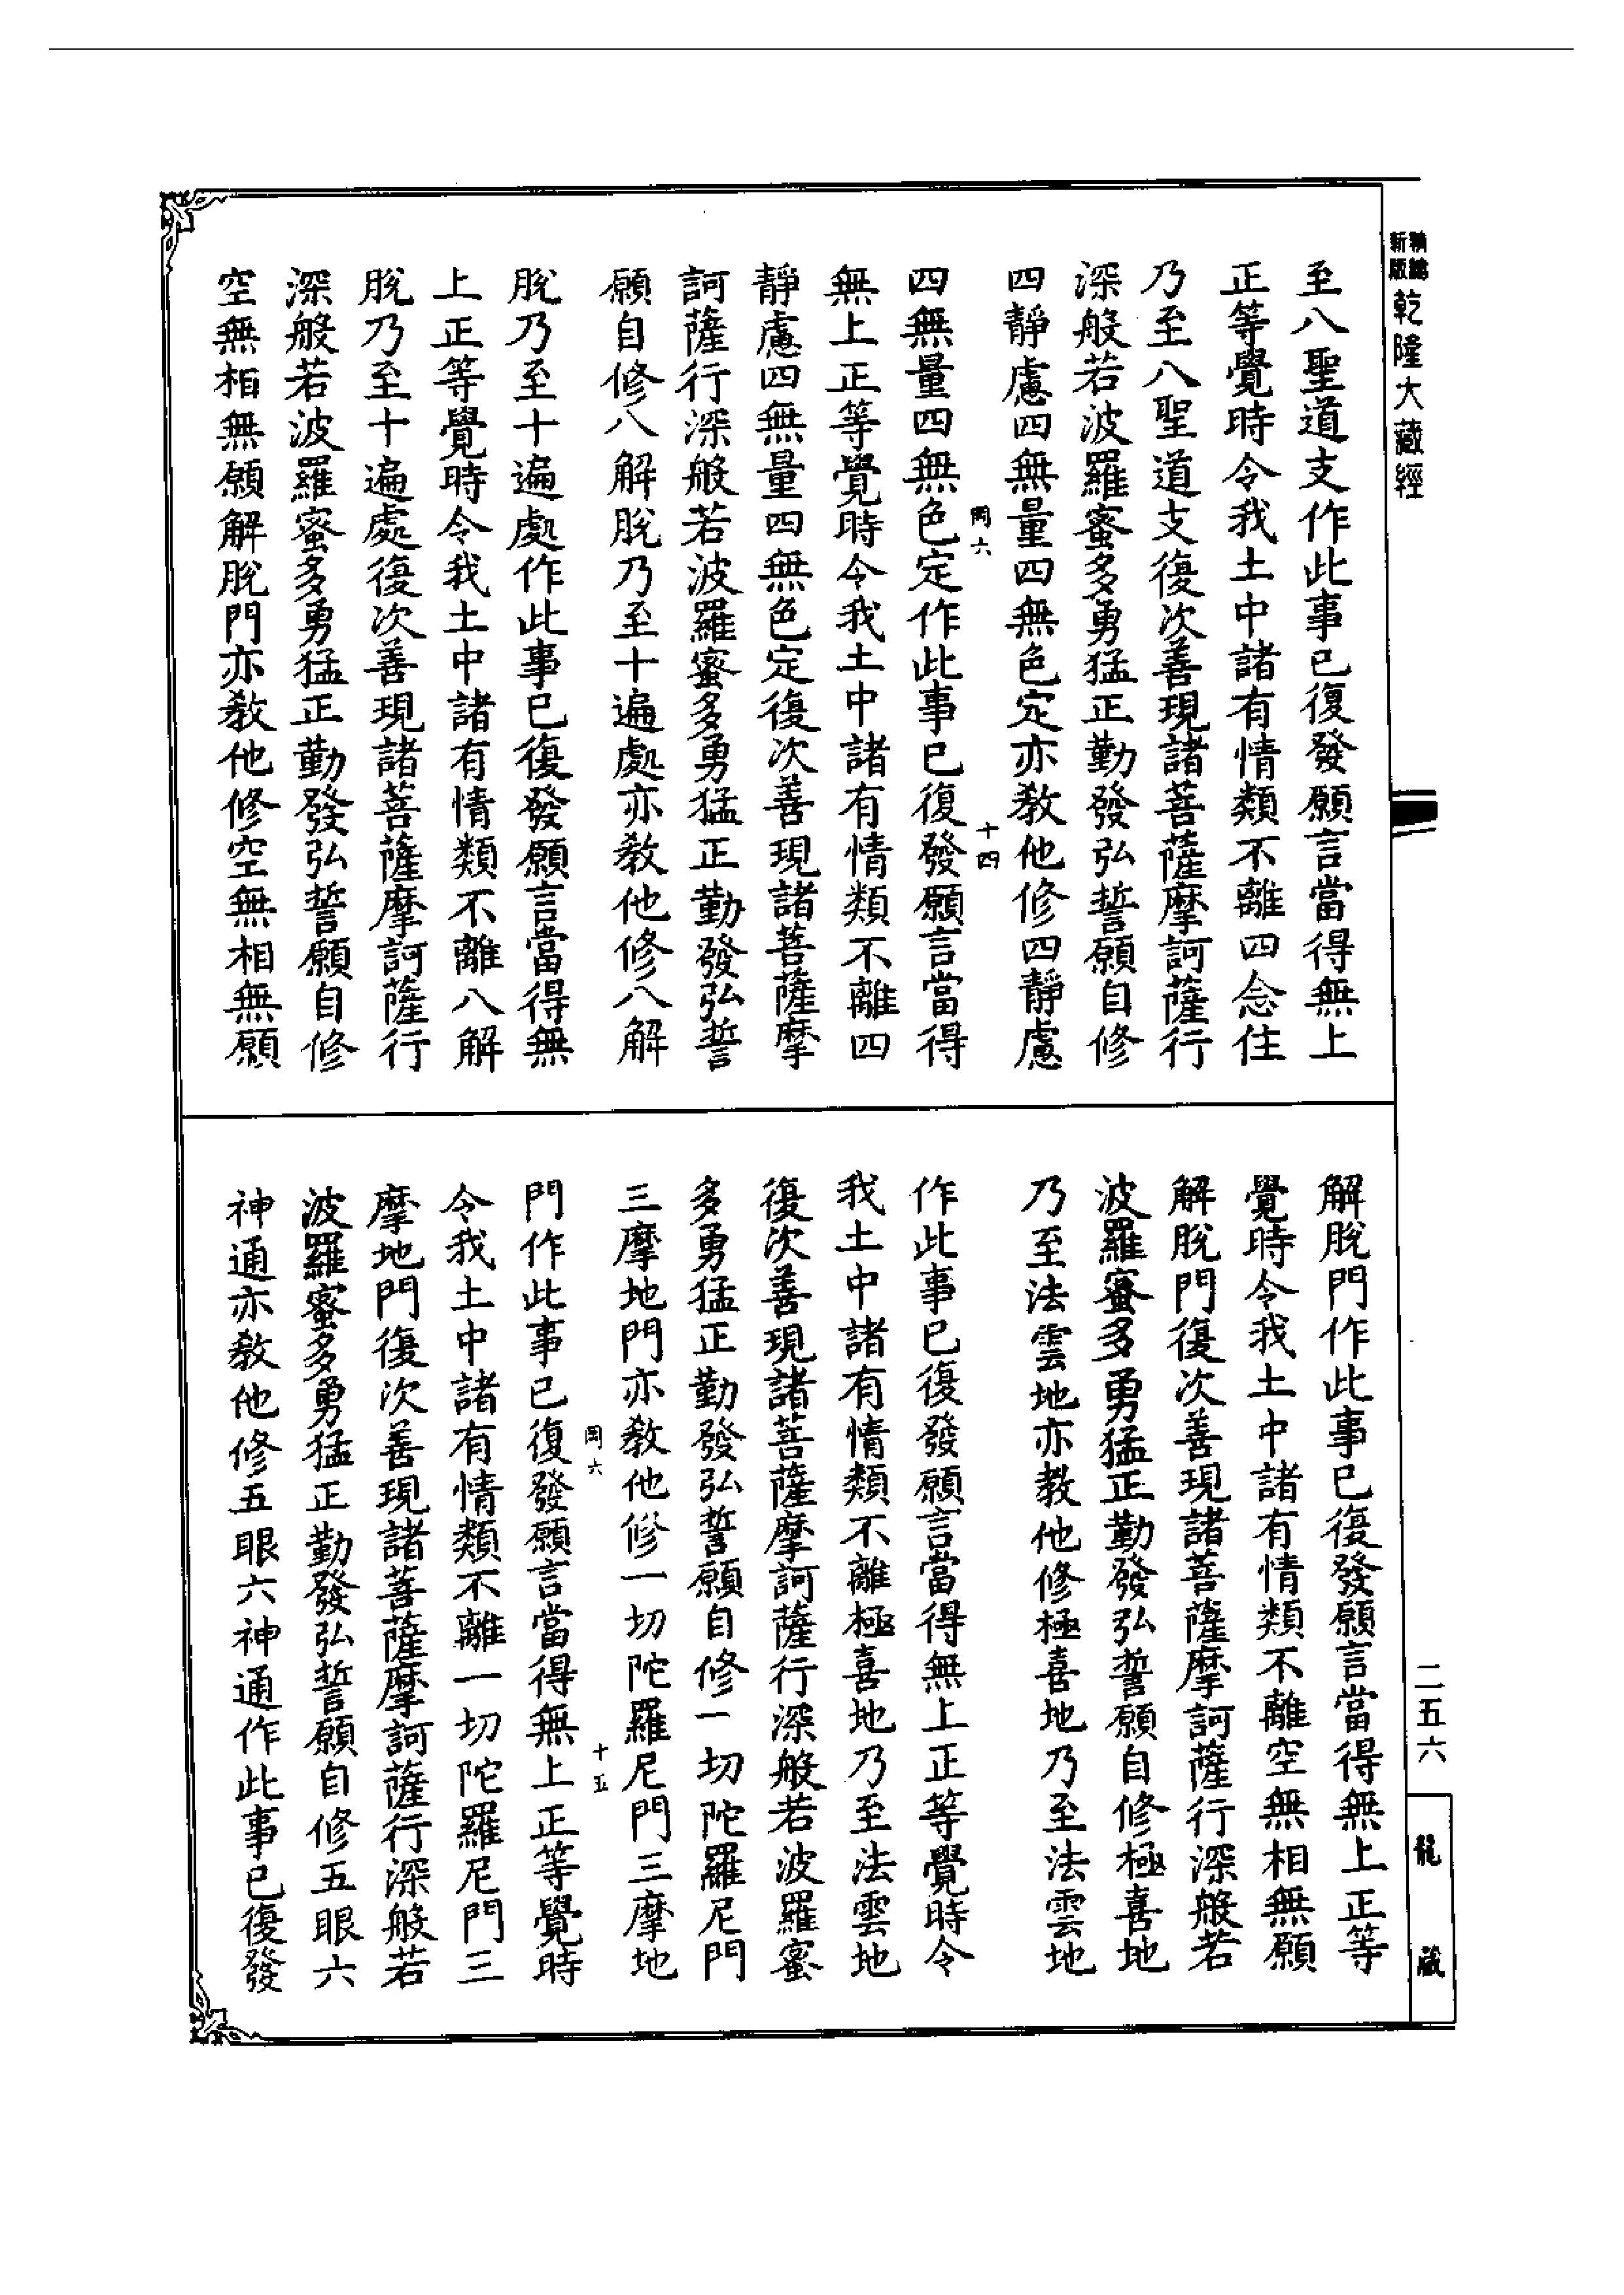 新版
精縮
乾隆大藏經
至八聖道支作此事已復發願言當得無上
正等覺時令我土中諸有情類不離四念住
乃至八聖道支復次善現諸菩薩摩訶薩行
深般若波羅蜜多勇猛正勤發弘誓願自修
四靜慮四無量四無色定亦教他修四靜慮
岡六
十四
四無量四無色定作此事已復發願言當得
無上正等覺時令我土中諸有情類不離四
靜慮四無量四無色定復次善現諸菩薩摩
訶薩行深般若波羅蜜多勇猛正勤發弘誓
願自修八解脫乃至十遍處亦教他修八解
脫乃至十遍處作此事已復發願言當得無
上正等覺時令我土中諸有情類不離八解
脫乃至十遍處復次善現諸菩薩摩訶薩行
深般若波羅蜜多勇猛正勤發弘誓願自修
空無相無願解脫門亦教他修空無相無願
解脫門作此事已復發願言當得無上正等
覺時令我土中諸有情類不離空無相無願
解脫門復次善現諸菩薩摩訶薩行深般若
波羅蜜多勇猛正勤發弘誓願自修極喜地
乃至法雲地亦教他修極喜地乃至法雲地
作此事已復發願言當得無上正等覺時令
我土中諸有情類不離極喜地乃至法雲地
復次善現諸菩薩摩訶薩行深般若波羅蜜
多勇猛正勤發弘誓願自修一切陀羅尼門
三摩地門亦教他修一切陀羅尼門三摩地
岡六
十五
門作此事已復發願言當得無上正等覺時
令我土中諸有情類不離一切陀羅尼門三
摩地門復次善現諸菩薩摩訶薩行深般若
波羅蜜多勇猛正勤發弘誓願自修五眼六
神通亦教他修五眼六神通作此事已復發
二五六
龍藏